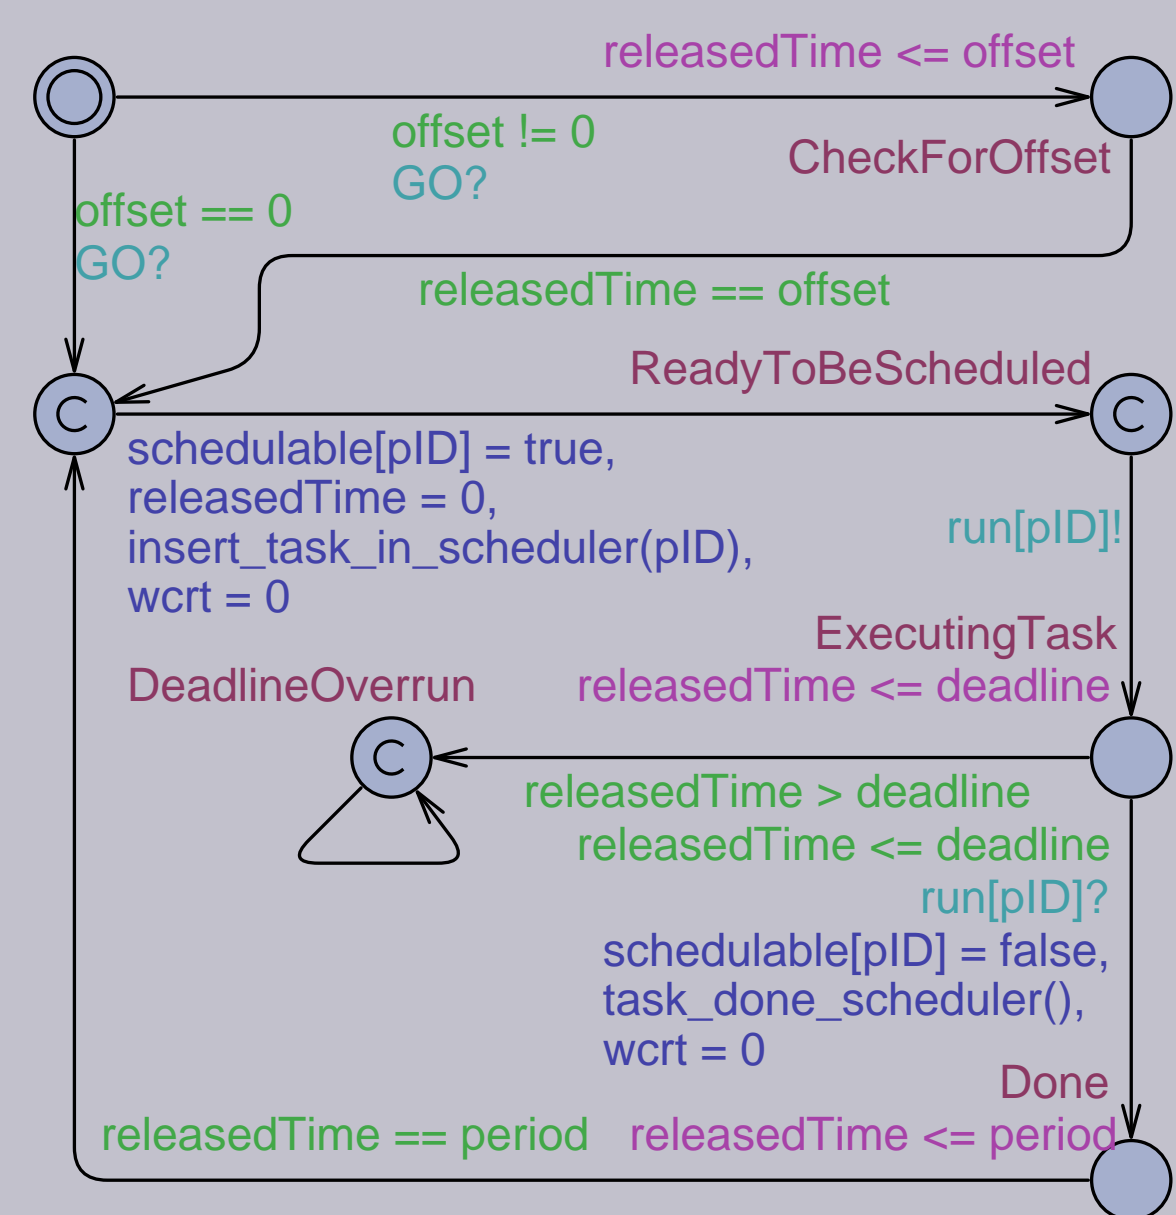 releasedTime <= offset
offset != 0
GO?
CheckForOffset
offset == 0
GO?
releasedTime == offset
ReadyToBeScheduled
C
C
schedulable[pID] = true,
releasedTime = 0,
insert_task_in_scheduler(pID),
wcrt = 0
run[pID]!
ExecutingTask
releasedTime <= deadline
DeadlineOverrun
C
releasedTime > deadline
releasedTime <= deadline
run[pID]?
schedulable[pID] = false,
task_done_scheduler(),
wcrt = 0
Done
releasedTime == period
releasedTime <= period